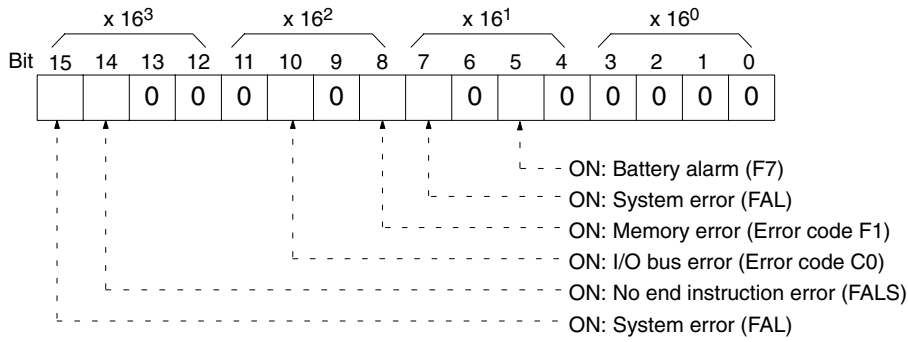 x 16³ x 16² x 16¹ x 16⁰
Bit 15 14 13 12 11 10 9 8 7 6 5 4 3 2 1 0
0 0 0 0 0 0 0 0 0 0
ON: Battery alarm (F7)
ON: System error (FAL)
ON: Memory error (Error code F1)
ON: I/O bus error (Error code C0)
ON: No end instruction error (FALS)
ON: System error (FAL)